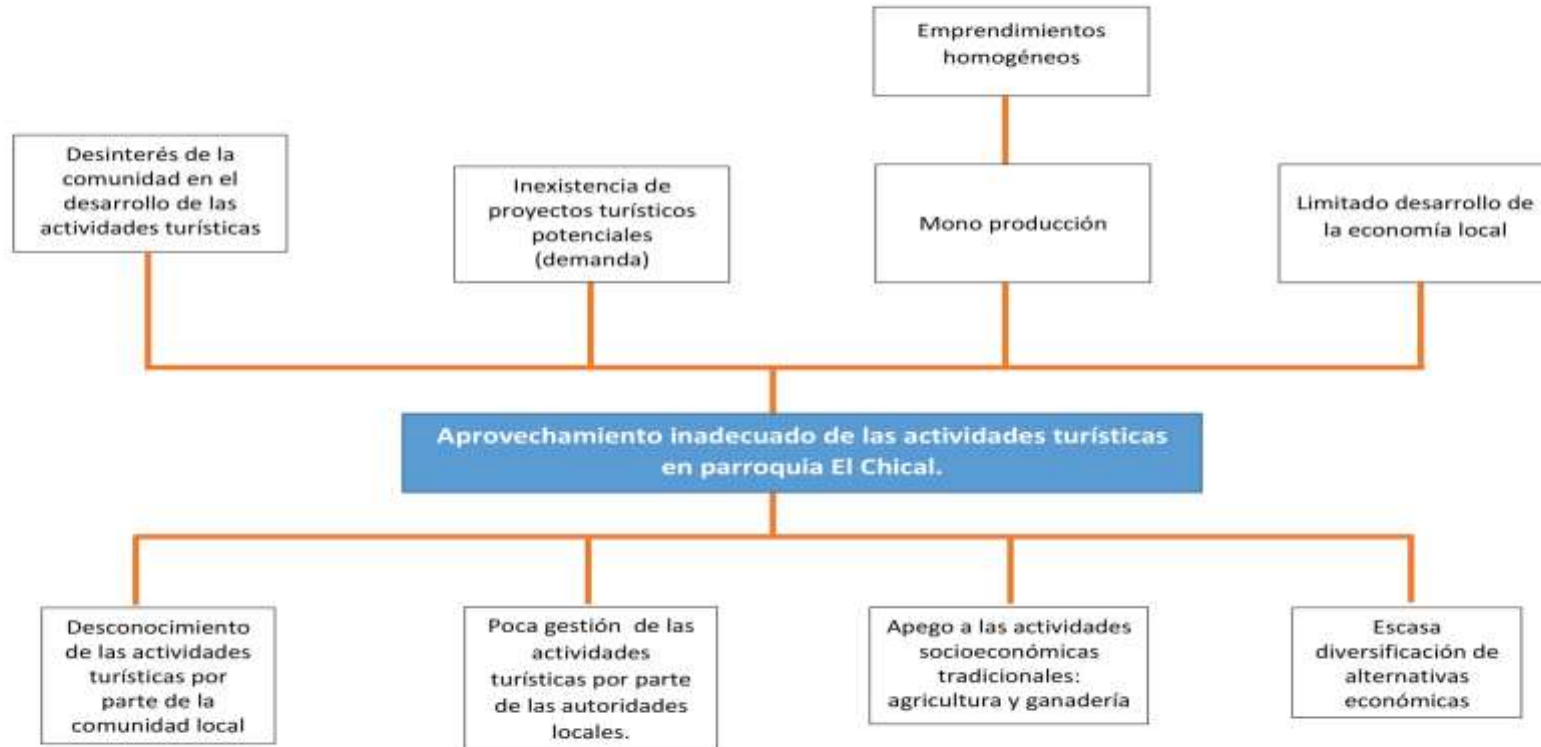 Emprendimientos
homogéneos
Desinterés de la
comunidad en el
desarrollo de las
actividades turísticas
Inexistencia de
proyectos turísticos
potenciales
(demanda)
Mono producción
Limitado desarrollo de
la economía local
Aprovechamiento inadecuado de las actividades turísticas
en parroquia El Chical.
Desconocimiento
de las actividades
turísticas por
parte de la
comunidad local
Poca gestión de las
actividades
turísticas por parte
de las autoridades
locales.
Apego a las actividades
socioeconómicas
tradicionales:
agricultura y ganadería
Escasa
diversificación de
alternativas
económicas